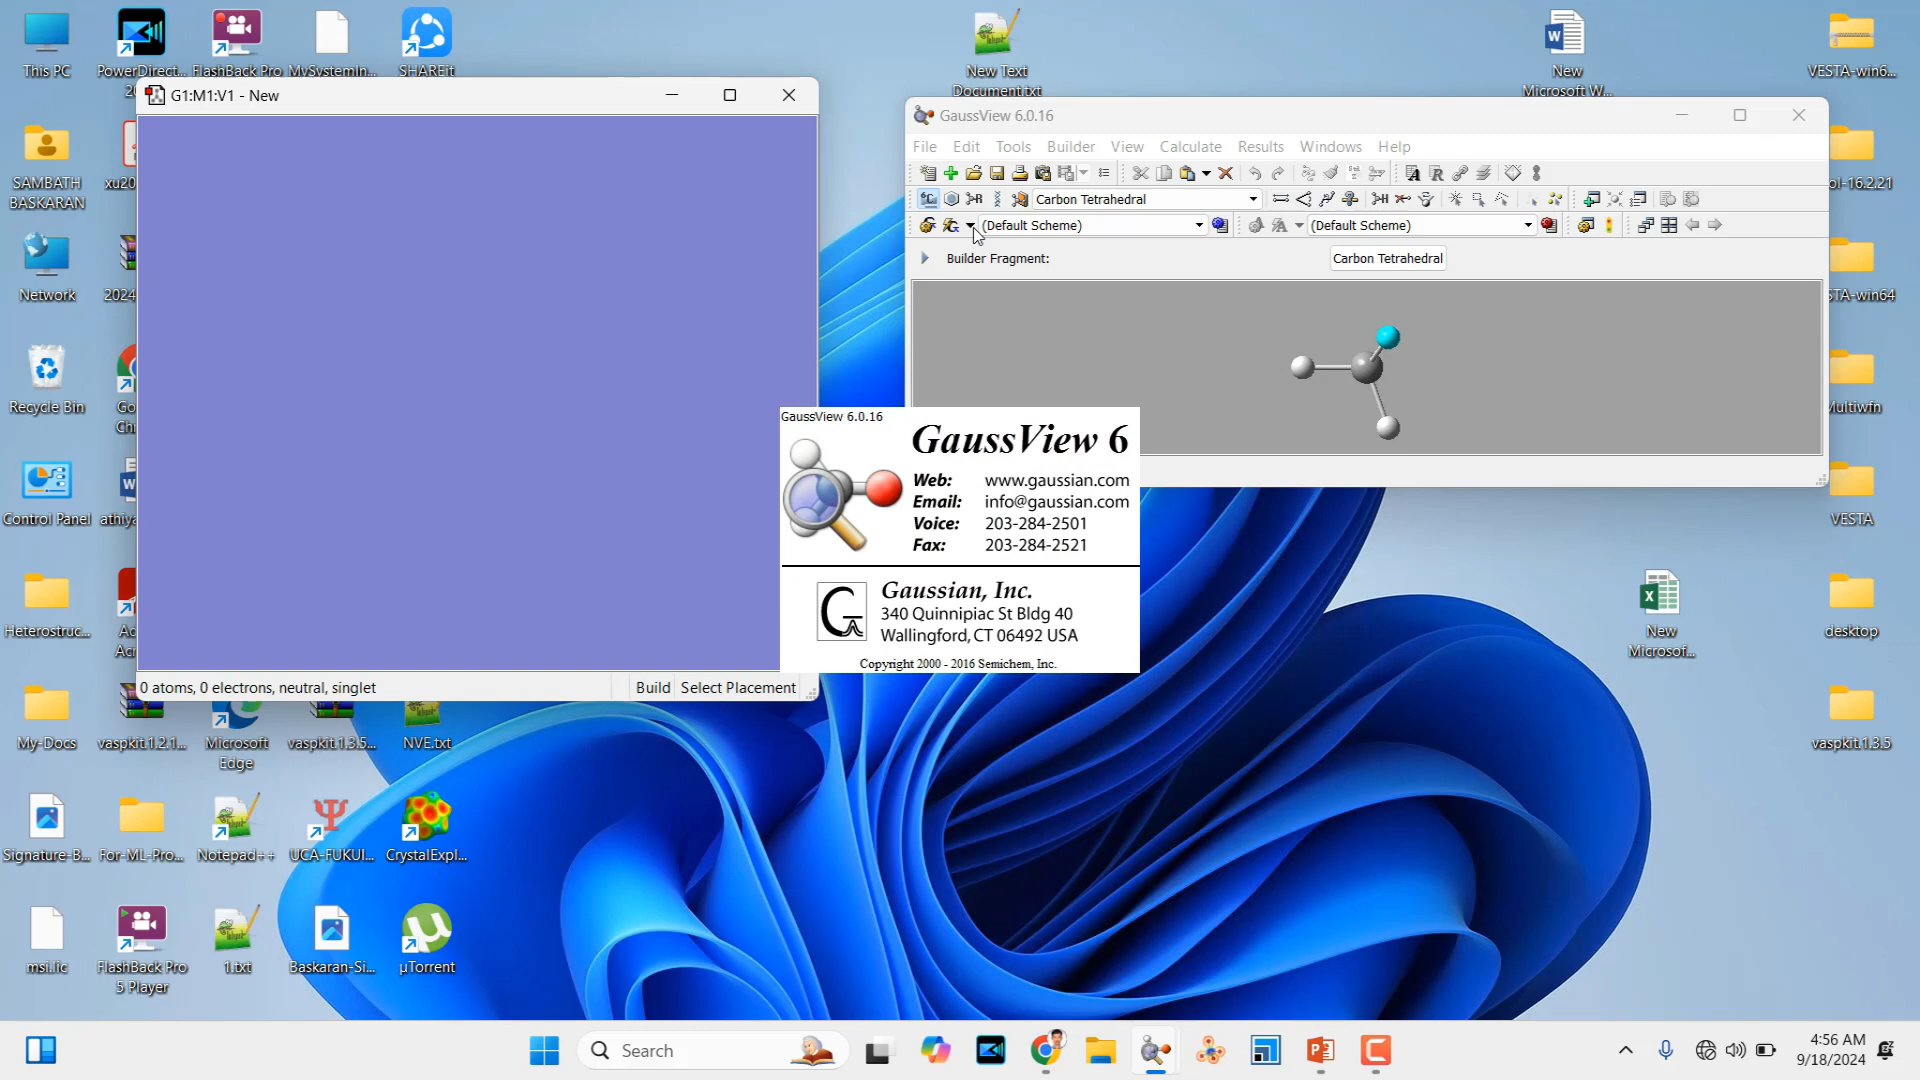 This PC
PowerDirect...
FlashBack Pro
MySystemIn...
SHAREit
New Text
Document.txt
New
Microsoft W...
VESTA-win6...
G1:M1:V1 - New
SAMBATH
BASKARAN
Network
Recycle Bin
Control Panel
Heterostruc...
My-Docs
vaspkit.1.2.1...
Microsoft
Edge
vaspkit.1.3.5...
NVE.txt
Signature-B...
For-ML-Pro...
Notepad++
UCA-FUKUI...
CrystalExpl...
msi.lic
FlashBack Pro
5 Player
1.txt
Baskaran-Si...
µTorrent
0 atoms, 0 electrons, neutral, singlet
Build
Select Placement
GaussView 6.0.16
File Edit Tools Builder View Calculate Results Windows Help
Carbon Tetrahedral
(Default Scheme)
(Default Scheme)
Builder Fragment:
Carbon Tetrahedral
GaussView 6.0.16
GaussView 6
Web: www.gaussian.com
Email: info@gaussian.com
Voice: 203-284-2501
Fax: 203-284-2521
Gaussian, Inc.
340 Quinnipiac St Bldg 40
Wallingford, CT 06492 USA
Copyright 2000 - 2016 Semichem, Inc.
VESTA
New
Microsof...
desktop
vaspkit.1.3.5
Search
4:56 AM
9/18/2024